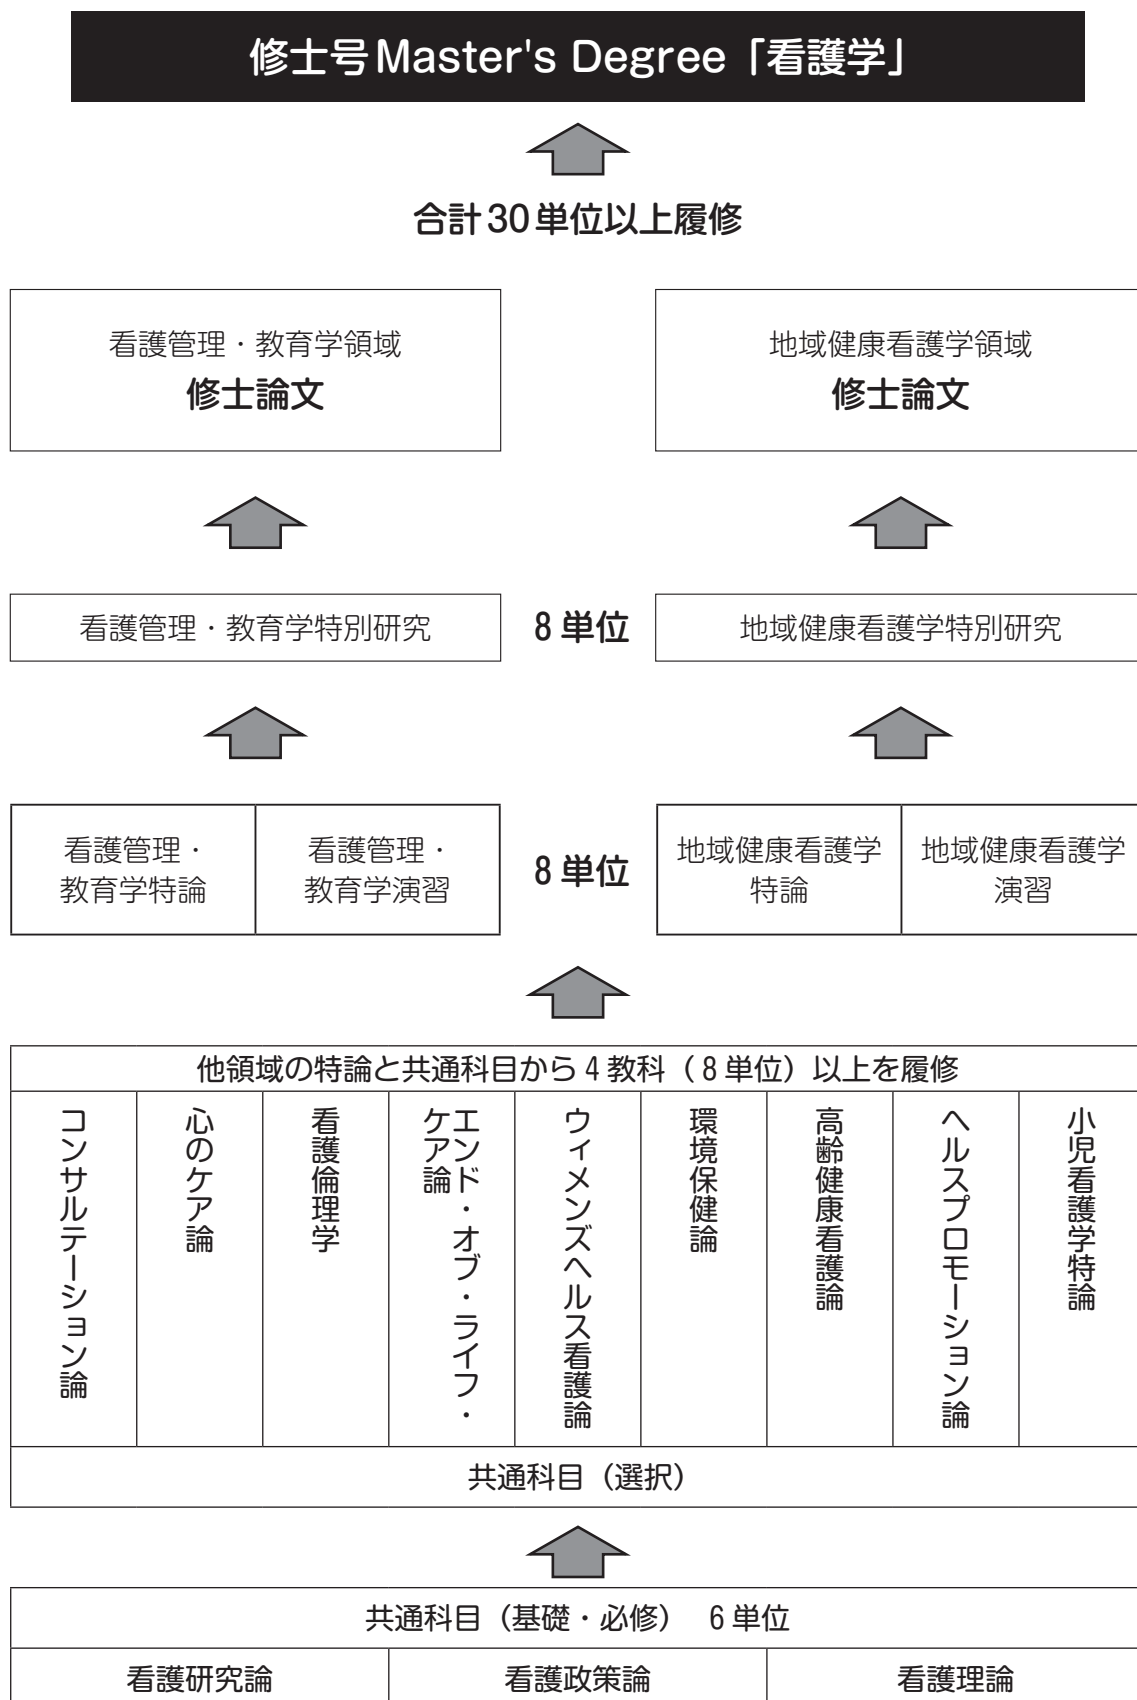 修士号Master's Degree「看護学」
合計30単位以上履修
看護管理・教育学領域
修士論文
地域健康看護学領域
修士論文
看護管理・教育学特別研究
8単位
地域健康看護学特別研究
看護管理・
教育学特論
看護管理・
教育学演習
8単位
地域健康看護学
特論
地域健康看護学
演習
他領域の特論と共通科目から4教科（8単位）以上を履修
コンサルテーション論
心のケア論
看護倫理学
エンド・オブ・ライフ・
ケア論
ウィメンズヘルス看護論
環境保健論
高齢健康看護論
ヘルスプロモーション論
小児看護学特論
共通科目（選択）
共通科目（基礎・必修） 6単位
看護研究論
看護政策論
看護理論